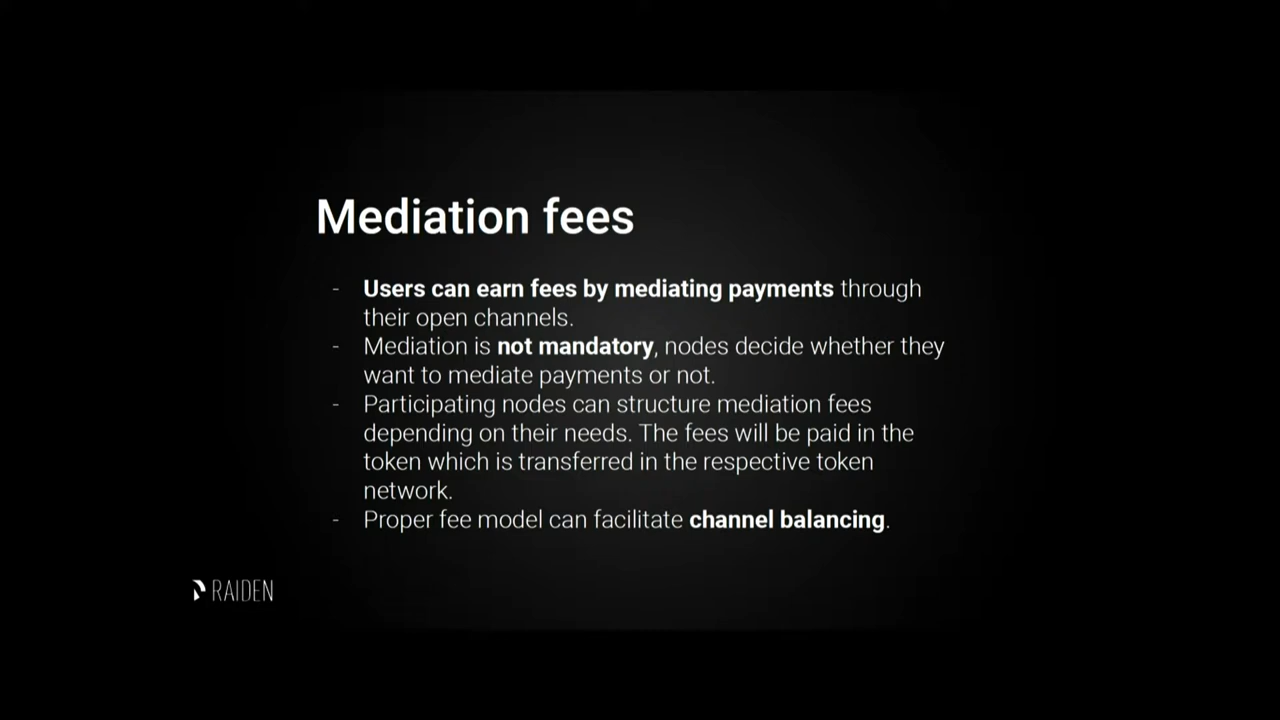 Mediation fees
- Users can earn fees by mediating payments through
their open channels.
- Mediation is not mandatory, nodes decide whether they
want to mediate payments or not.
- Participating nodes can structure mediation fees
depending on their needs. The fees will be paid in the
token which is transferred in the respective token
network.
- Proper fee model can facilitate channel balancing.
RAIDEN